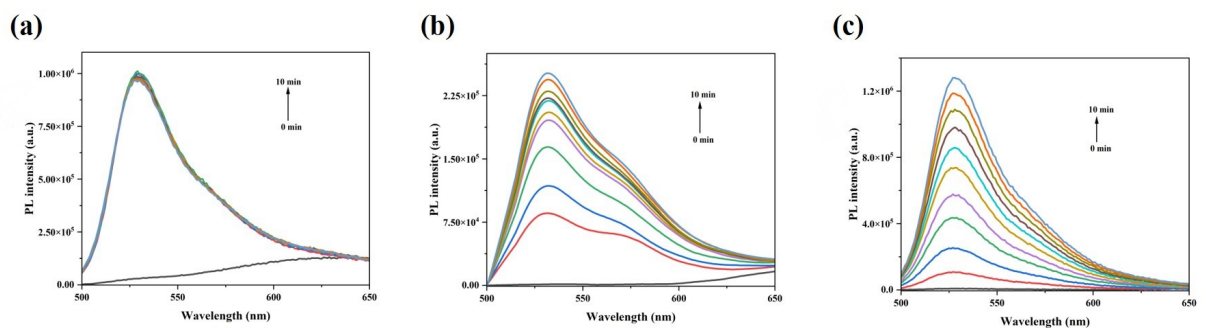 (a)
PL intensity (a.u.)
1.00×10⁶
7.50×10⁵
5.00×10⁵
2.50×10⁵
0.00
10 min
0 min
500
550
600
650
Wavelength (nm)
(b)
PL intensity (a.u.)
2.25×10⁵
1.50×10⁵
7.50×10⁴
0.00
10 min
0 min
500
550
600
650
Wavelength (nm)
(c)
PL intensity (a.u.)
1.2×10⁶
8.0×10⁵
4.0×10⁵
0.0
10 min
0 min
500
550
600
650
Wavelength (nm)